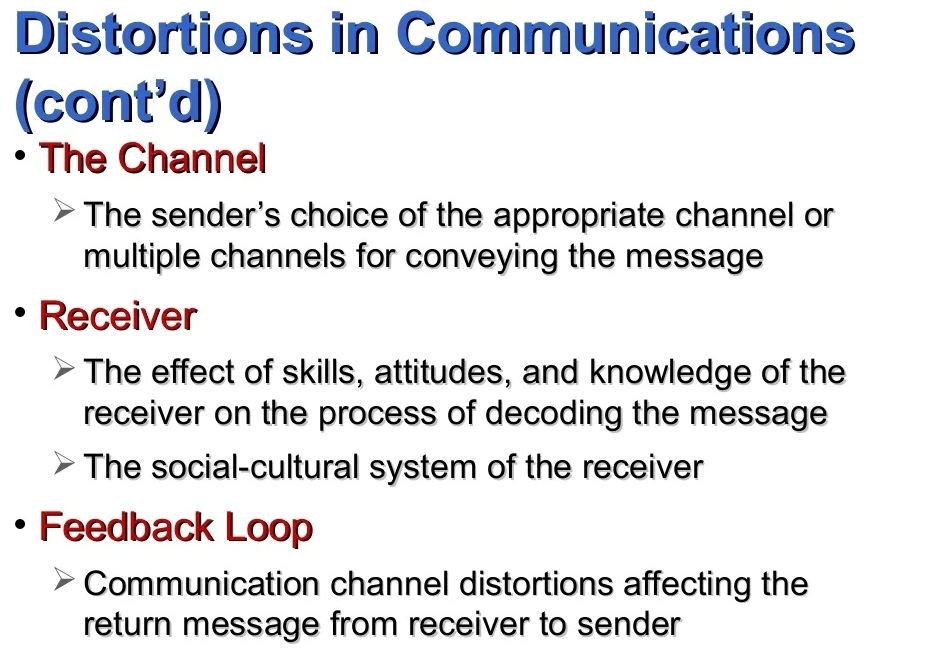 Distortions in Communications
(cont’d)
• The Channel
➢ The sender’s choice of the appropriate channel or
multiple channels for conveying the message
• Receiver
➢ The effect of skills, attitudes, and knowledge of the
receiver on the process of decoding the message
➢ The social-cultural system of the receiver
• Feedback Loop
➢ Communication channel distortions affecting the
return message from receiver to sender